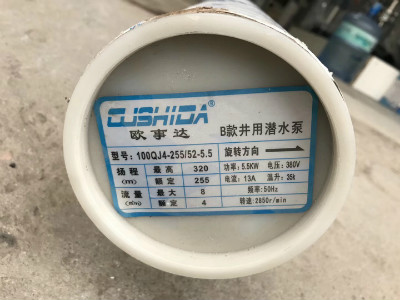 OJSHIDA
欧事达
B款井用潜水泵
型号:100QJ4-255/52-5.5
旋转方向
扬程 (m) 最高 320
额定 255
功率:5.5KW 电压:380V
电流:13A 温升:35k
流量 最大 8
额定 4
频率:50Hz
转速:2850r/min